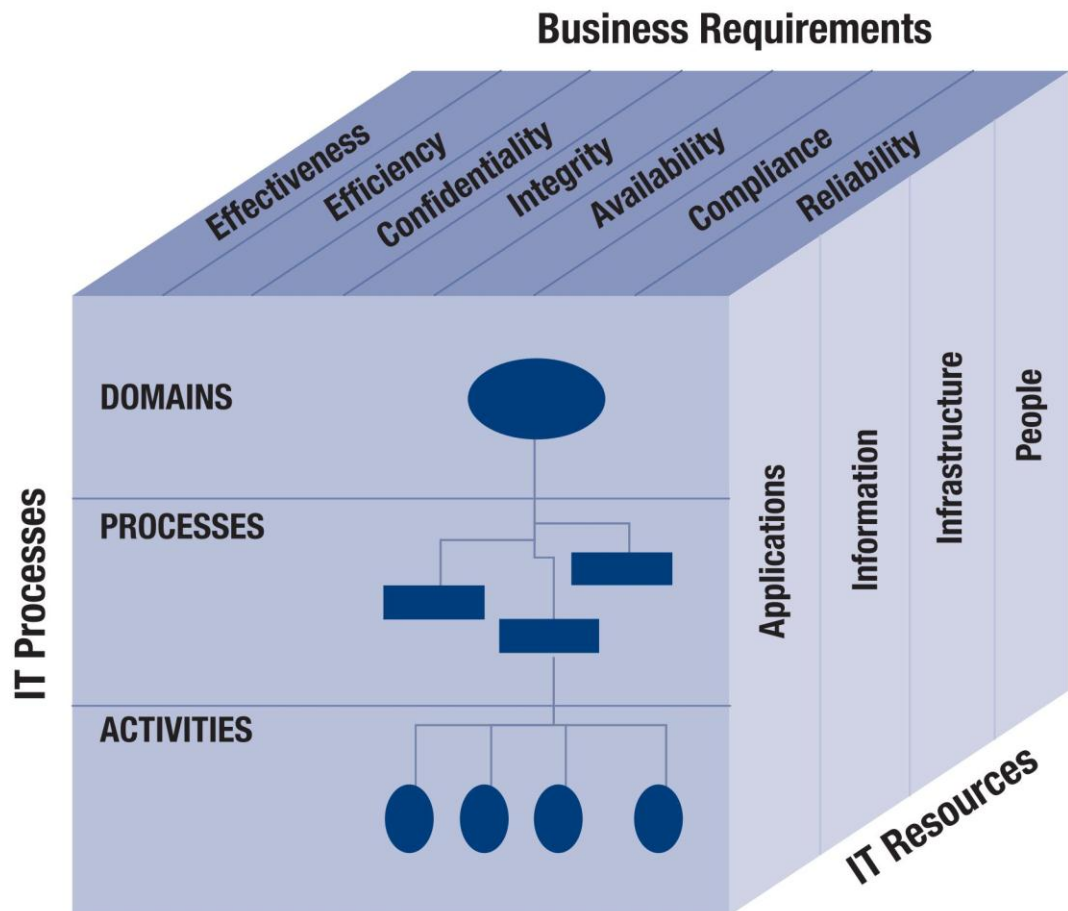 Business Requirements
Effectiveness
Efficiency
Confidentiality
Integrity
Availability
Compliance
Reliability
IT Processes
DOMAINS
PROCESSES
ACTIVITIES
Applications
Information
Infrastructure
People
IT Resources